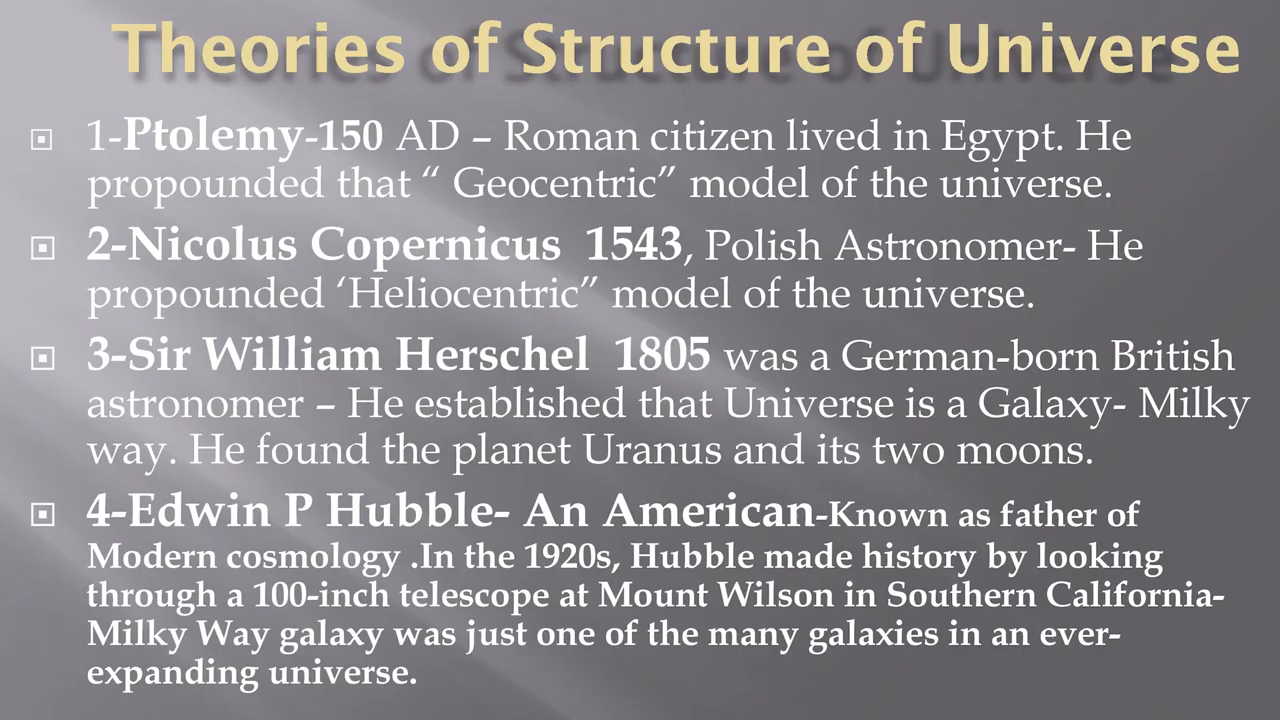 Theories of Structure of Universe
1-Ptolemy-150 AD – Roman citizen lived in Egypt. He
propounded that “ Geocentric” model of the universe.
2-Nicolus Copernicus 1543, Polish Astronomer- He
propounded ‘Heliocentric” model of the universe.
3-Sir William Herschel 1805 was a German-born British
astronomer – He established that Universe is a Galaxy- Milky
way. He found the planet Uranus and its two moons.
4-Edwin P Hubble- An American-Known as father of
Modern cosmology .In the 1920s, Hubble made history by looking
through a 100-inch telescope at Mount Wilson in Southern California-
Milky Way galaxy was just one of the many galaxies in an ever-
expanding universe.